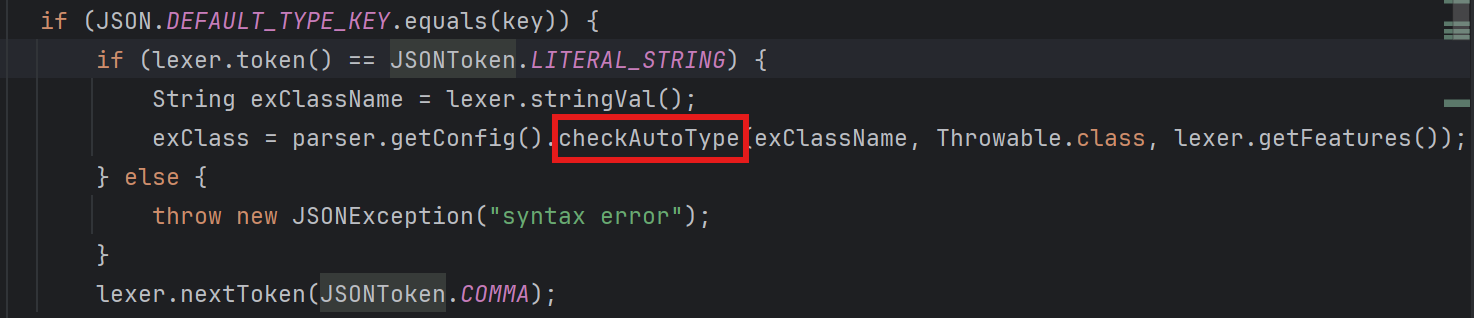 if (JSON.DEFAULT_TYPE_KEY.equals(key)) {
if (lexer.token() == JSONToken.LITERAL_STRING) {
String exClassName = lexer.stringVal();
exClass = parser.getConfig().checkAutoType(exClassName, Throwable.class, lexer.getFeatures());
} else {
throw new JSONException("syntax error");
}
lexer.nextToken(JSONToken.COMMA);